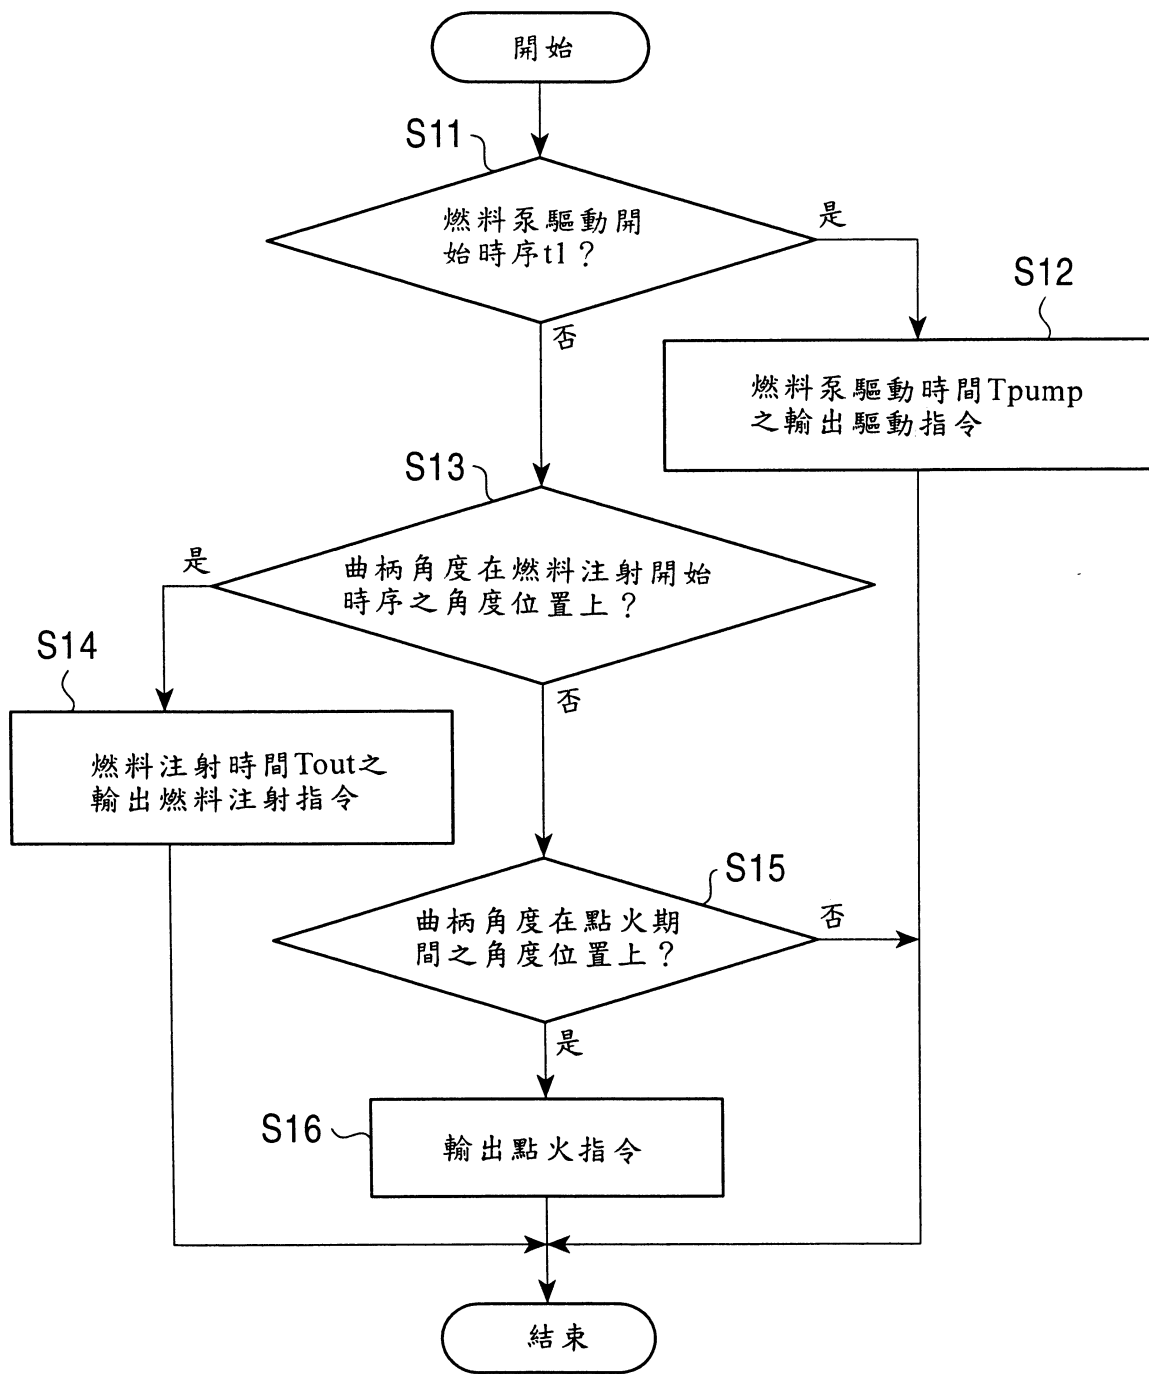 開始
S11
燃料泵驅動開
始時序t1？
是
否
S12
燃料泵驅動時間Tpump
之輸出驅動指令
S13
曲柄角度在燃料注射開始
時序之角度位置上？
是
否
S14
燃料注射時間Tout之
輸出燃料注射指令
S15
曲柄角度在點火期
間之角度位置上？
否
是
S16
輸出點火指令
結束